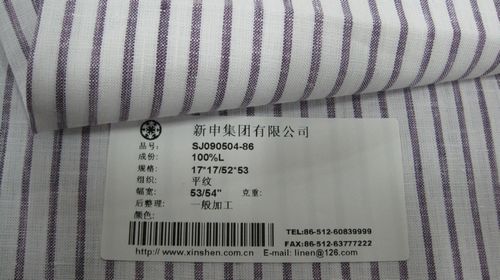 新申集团有限公司
品号: SJ090504-86
成份: 100%L
规格: 17*17/52*53
组织: 平纹
幅宽: 53/54" 克重:
后整理: 一般加工
颜色:
TEL:86-512-60839999
FAX:86-512-63777222
http://www.xinshen.com.cn E-mail: linen@126.com